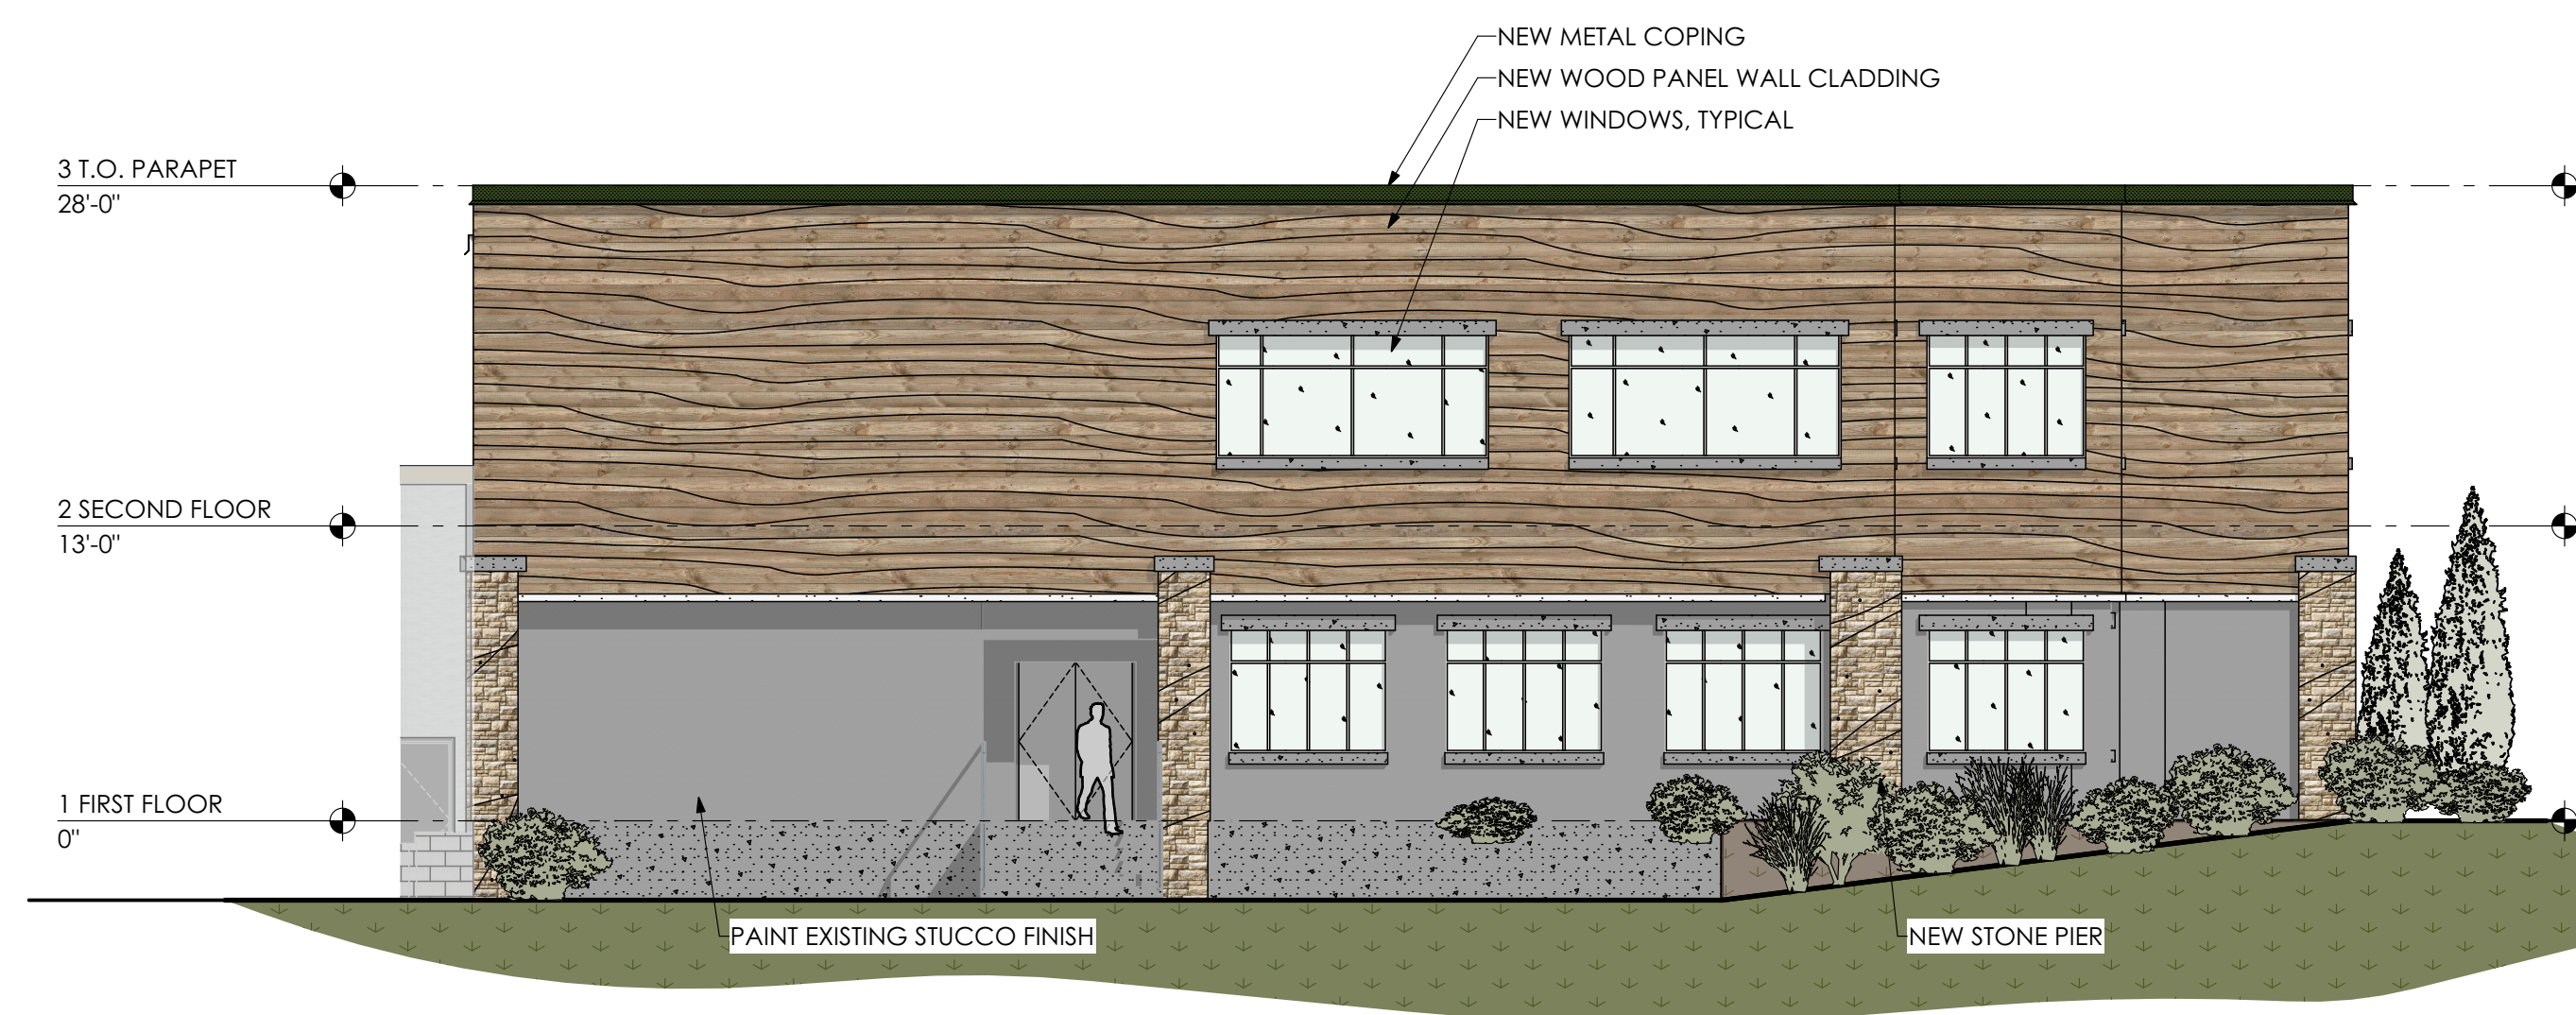 NEW METAL COPING
NEW WOOD PANEL WALL CLADDING
NEW WINDOWS, TYPICAL
3 T.O. PARAPET
28'-0"
2 SECOND FLOOR
13'-0"
1 FIRST FLOOR
0"
PAINT EXISTING STUCCO FINISH
NEW STONE PIER